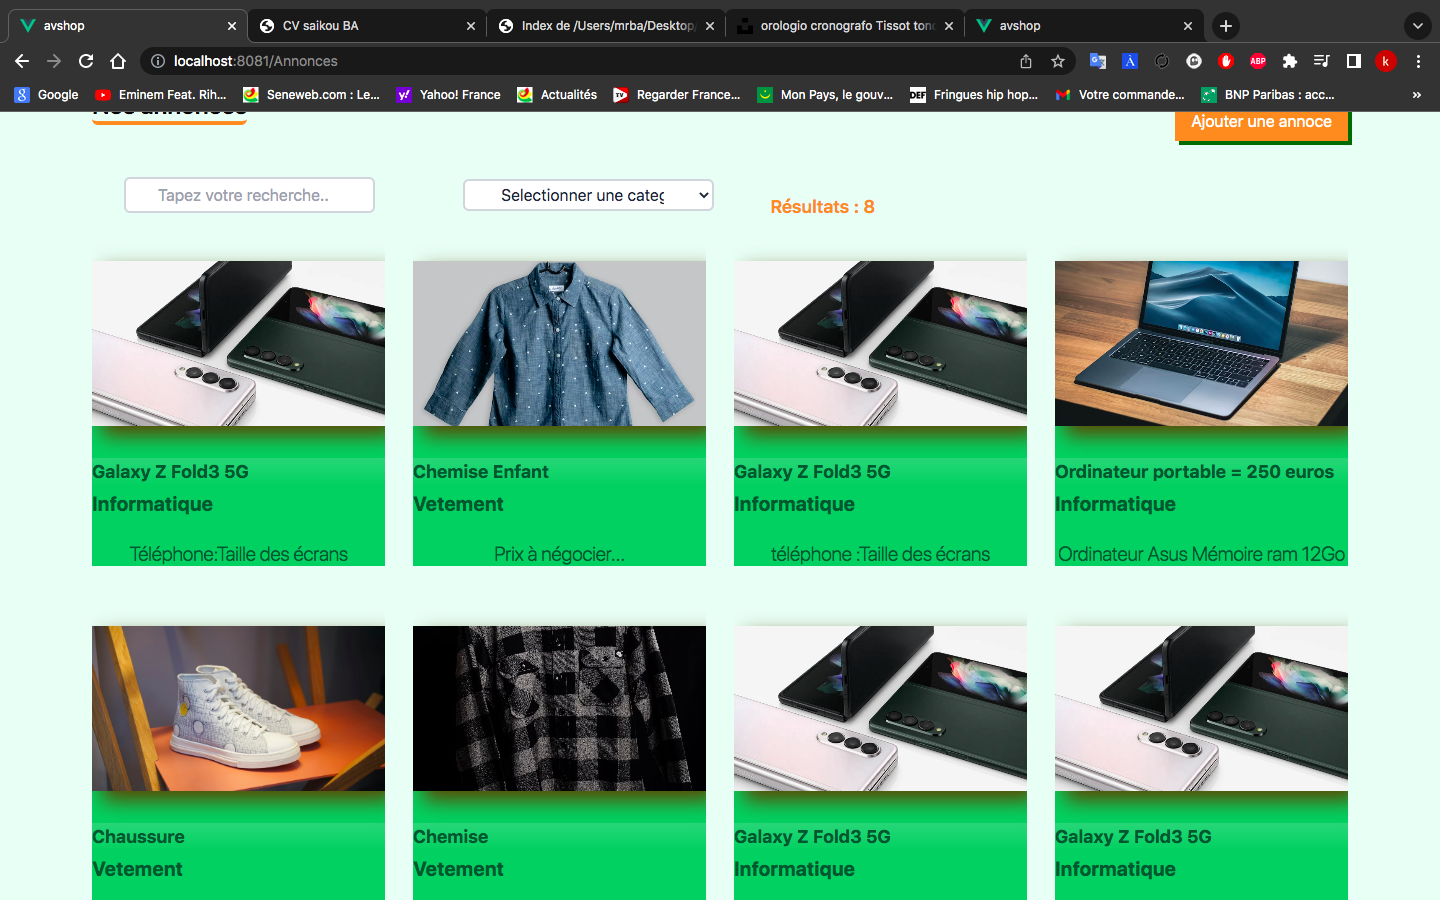 avshop
CV saikou BA
Index de /Users/mrba/Desktop/
orologio cronografo Tissot tond
avshop
localhost:8081/Annonces
Google
Eminem Feat. Rih...
Seneweb.com : Le...
Yahoo! France
Actualités
Regarder France...
Mon Pays, le gouv...
Fringues hip hop...
Votre commande...
BNP Paribas : acc...
»
Nos annonces
Ajouter une annoce
Tapez votre recherche..
Selectionner une categ
Résultats : 8
Galaxy Z Fold3 5G
Informatique
Téléphone:Taille des écrans
Chemise Enfant
Vetement
Prix à négocier...
Galaxy Z Fold3 5G
Informatique
téléphone :Taille des écrans
Ordinateur portable = 250 euros
Informatique
Ordinateur Asus Mémoire ram 12Go
Chaussure
Vetement
Chemise
Vetement
Galaxy Z Fold3 5G
Informatique
Galaxy Z Fold3 5G
Informatique